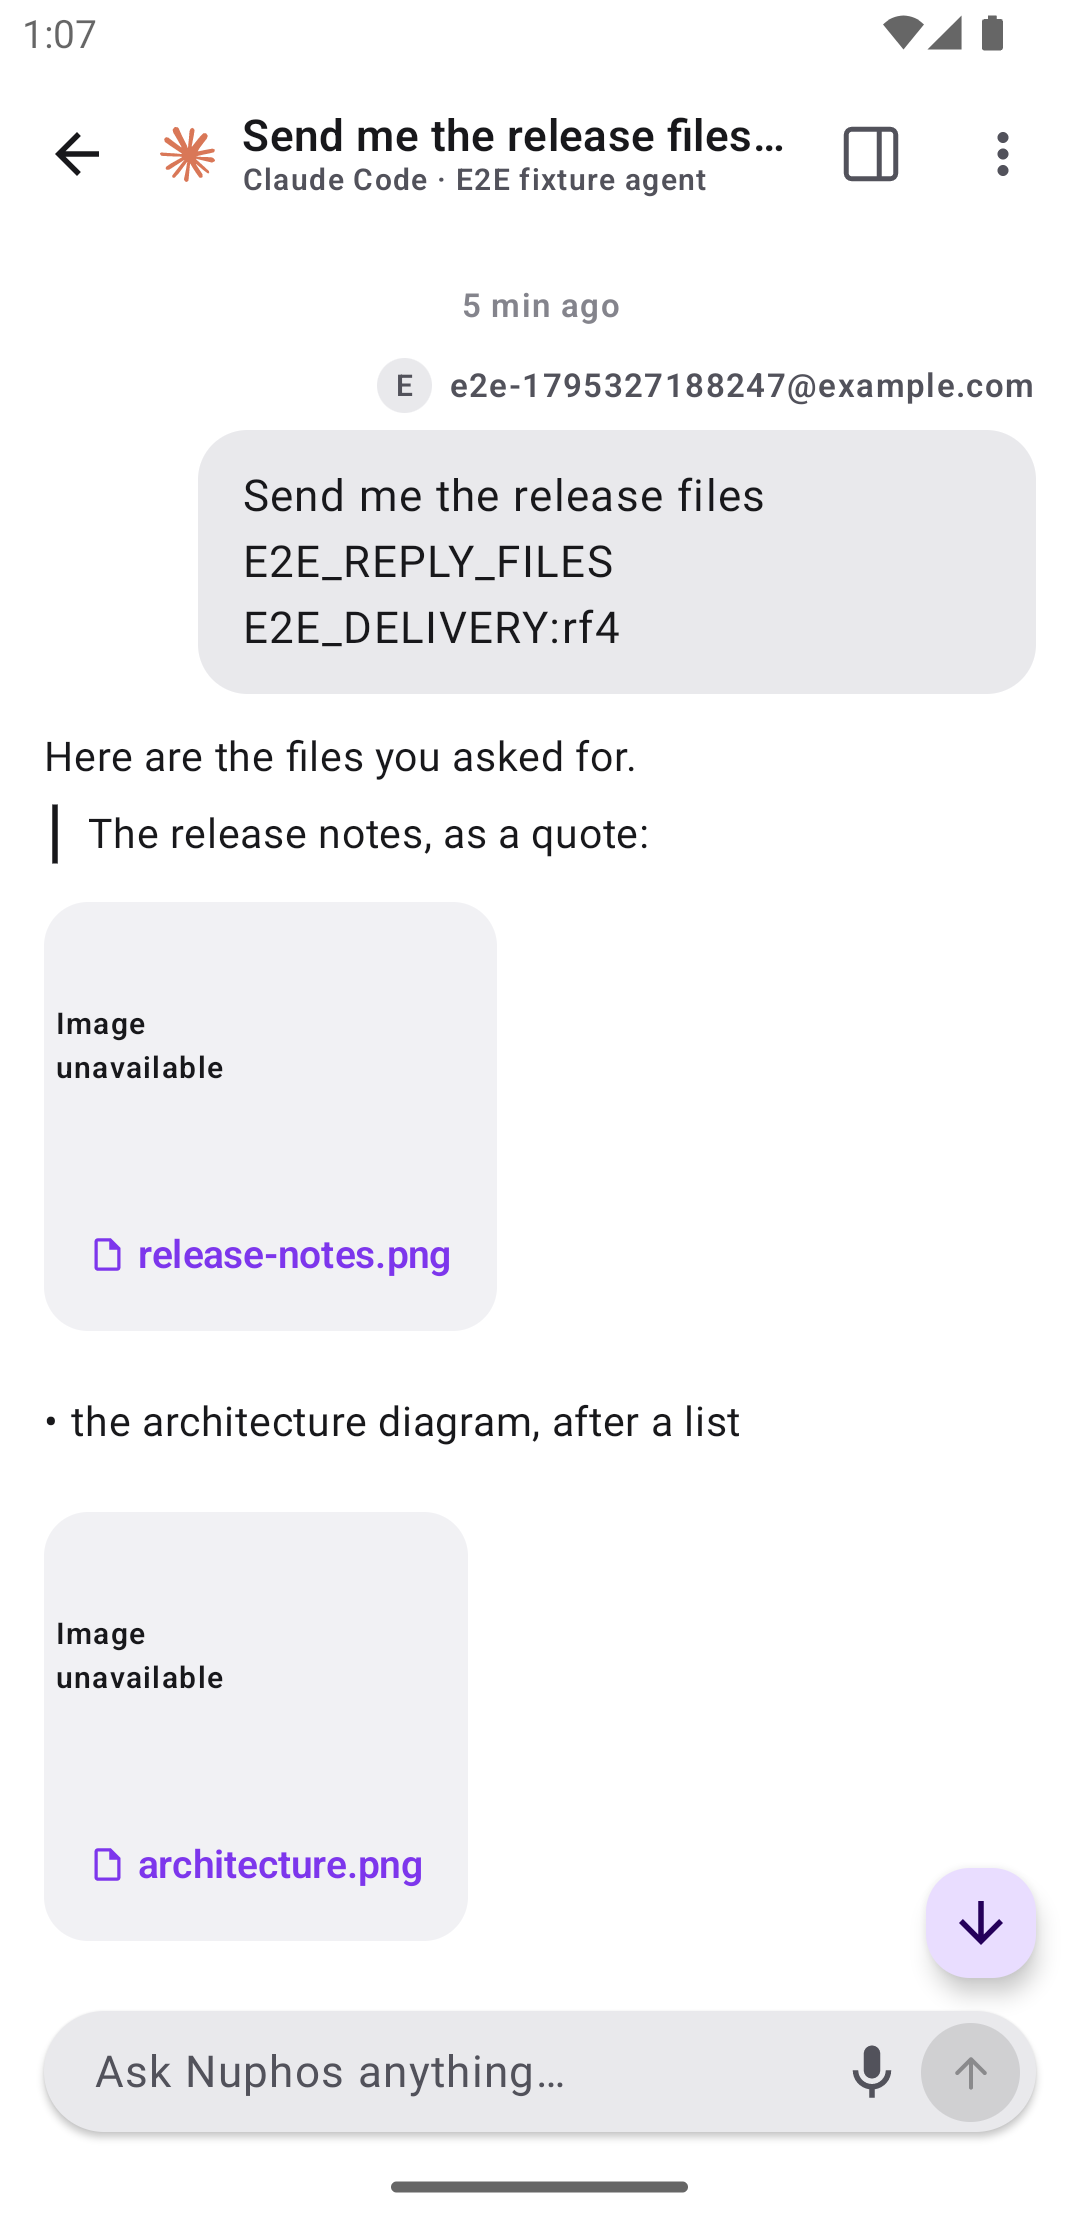 1:07
Send me the release files...
Claude Code · E2E fixture agent
5 min ago
E e2e-1795327188247@example.com
Send me the release files
E2E_REPLY_FILES
E2E_DELIVERY:rf4
Here are the files you asked for.
The release notes, as a quote:
Image
unavailable
release-notes.png
• the architecture diagram, after a list
Image
unavailable
architecture.png
Ask Nuphos anything...